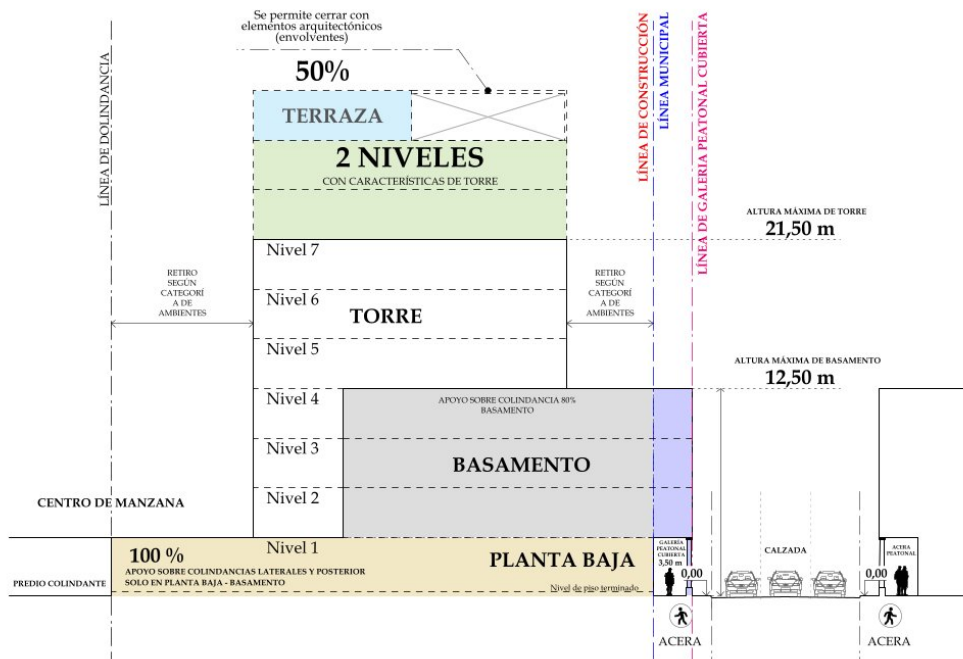 Se permite cerrar con
elementos arquitectónicos
(envolventes)
50%
TERRAZA
2 NIVELES
CON CARACTERÍSTICAS DE TORRE
LÍNEA DE DOLINDANCIA
LÍNEA DE CONSTRUCCIÓN
LÍNEA MUNICIPAL
LÍNEA DE GALERIA PEATONAL CUBIERTA
ALTURA MÁXIMA DE TORRE
21,50 m
Nivel 7
RETIRO
SEGÚN
CATEGORÍ
A DE
AMBIENTES
Nivel 6
TORRE
RETIRO
SEGÚN
CATEGORÍ
A DE
AMBIENTES
Nivel 5
ALTURA MÁXIMA DE BASAMENTO
12,50 m
Nivel 4
APOYO SOBRE COLINDANCIA 80%
BASAMENTO
Nivel 3
BASAMENTO
Nivel 2
CENTRO DE MANZANA
Nivel 1
100 %
APOYO SOBRE COLINDANCIAS LATERALES Y POSTERIOR
SOLO EN PLANTA BAJA - BASAMENTO
PLANTA BAJA
Nivel de piso terminado
PREDIO COLINDANTE
GALERÍA
PEATONAL
CUBIERTA
3,50 m
0,00
CALZADA
0,00
ACERA
PEATONAL
ACERA
ACERA